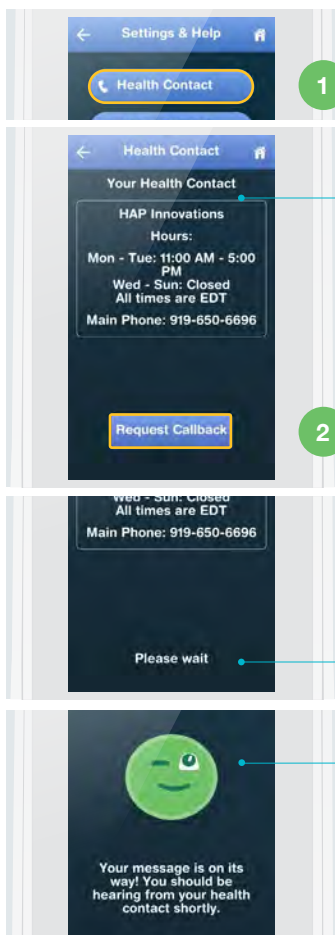 Settings & Help
Health Contact
1
Health Contact
Your Health Contact
HAP Innovations
Hours:
Mon - Tue: 11:00 AM - 5:00
PM
Wed - Sun: Closed
All times are EDT
Main Phone: 919-650-6696
Request Callback
2
Wed - Sun: Closed
All times are EDT
Main Phone: 919-650-6696
Please wait
Your message is on its
way! You should be
hearing from your health
contact shortly.